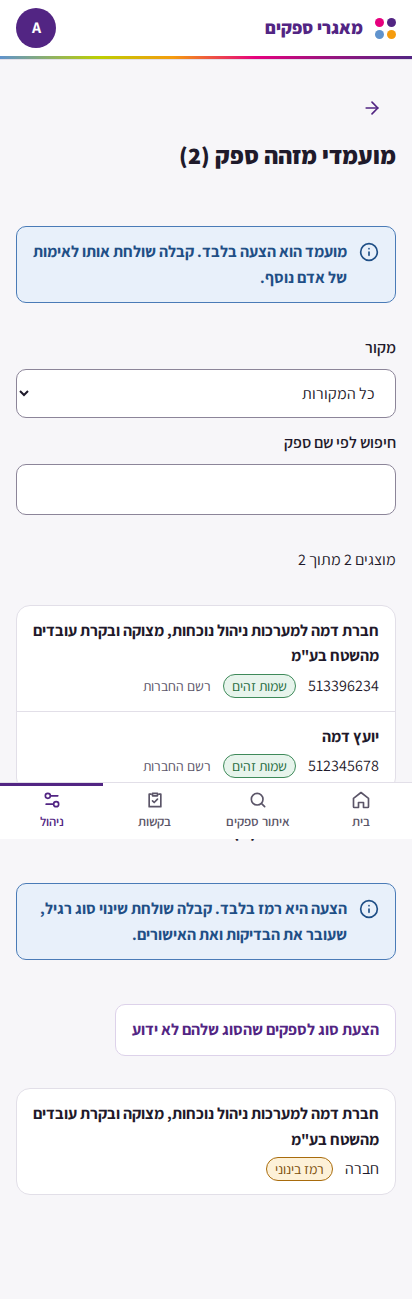 מאגרי ספקים
A
מועמדי מזהה ספק (2)
מועמד הוא הצעה בלבד. קבלה שולחת אותו לאימות
של אדם נוסף.
מקור
כל המקורות
חיפוש לפי שם ספק
מוצגים 2 מתוך 2
חברת דמה למערכות ניהול נוכחות, מצוקה ובקרת עובדים
מהשטח בע"מ
513396234 שמות זהים רשם החברות
יועץ דמה
512345678 שמות זהים רשם החברות
בית איתור ספקים בקשות ניהול
הצעה היא רמז בלבד. קבלה שולחת שינוי סוג רגיל,
שעובר את הבדיקות ואת האישורים.
הצעת סוג לספקים שהסוג שלהם לא ידוע
חברת דמה למערכות ניהול נוכחות, מצוקה ובקרת עובדים
מהשטח בע"מ
חברה רמז בינוני